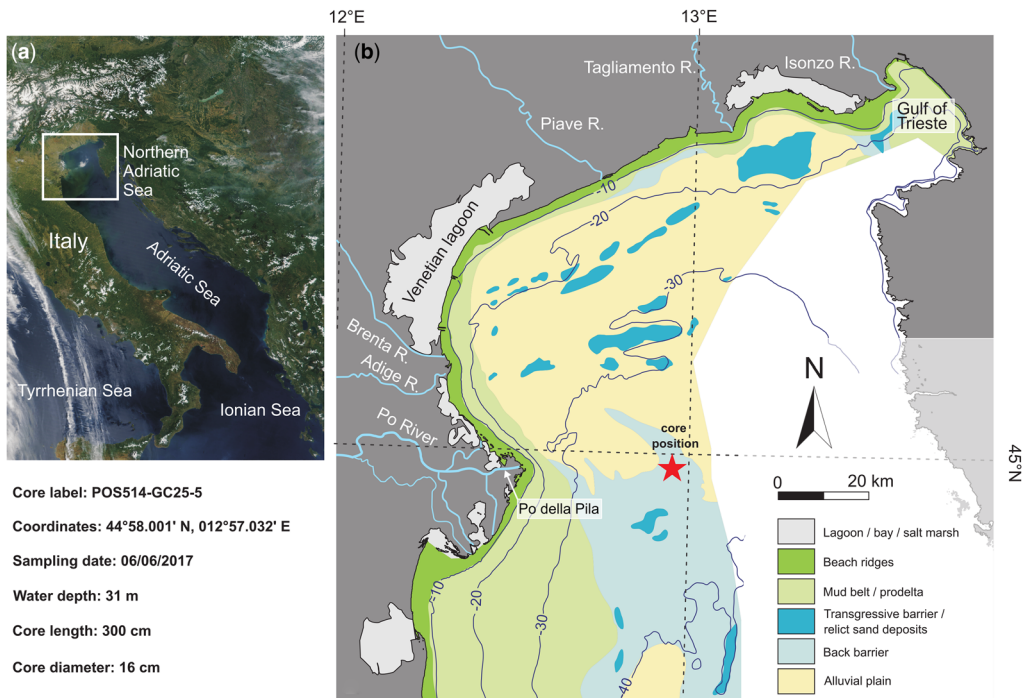 (a)
Northern
Adriatic
Sea
Italy
Adriatic Sea
Tyrrhenian Sea
Ionian Sea
Core label: POS514-GC25-5
Coordinates: 44°58.001' N, 012°57.032' E
Sampling date: 06/06/2017
Water depth: 31 m
Core length: 300 cm
Core diameter: 16 cm
12°E
13°E
(b)
Tagliamento R.
Isonzo R.
Piave R.
Gulf of
Trieste
-10
-20
-30
Venetian lagoon
Brenta R.
Adige R.
Po River
core
position
Po della Pila
N
45°N
0
20 km
-10
-20
-30
-40
Lagoon / bay / salt marsh
Beach ridges
Mud belt / prodelta
Transgressive barrier /
relict sand deposits
Back barrier
Alluvial plain